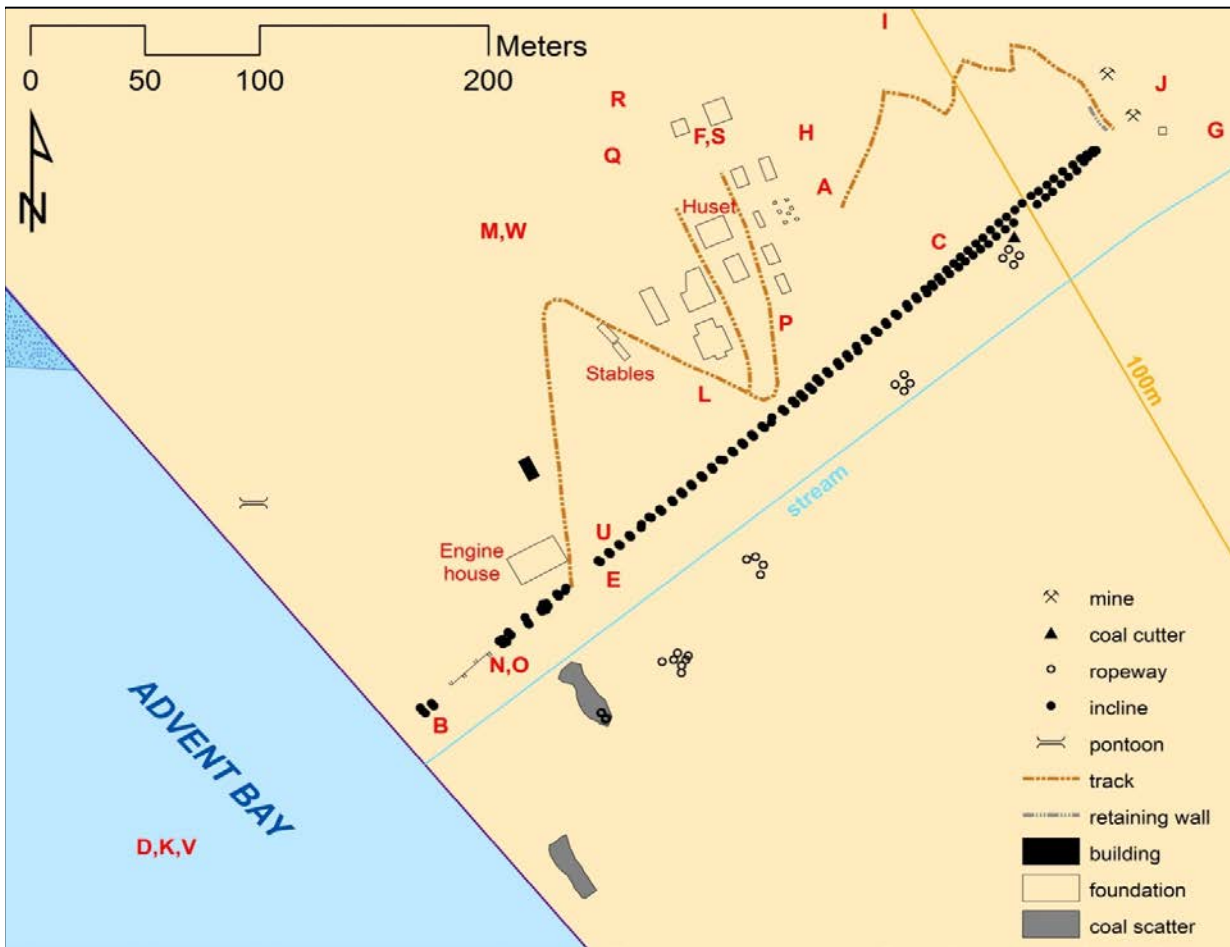 Meters
0 50 100 200
N
I
R
J
F,S
H
G
Q
A
Huset
M,W
C
P
Stables
L
100m
stream
U
Engine
house
E
N,O
B
ADVENT BAY
D,K,V
mine
coal cutter
ropeway
incline
pontoon
track
retaining wall
building
foundation
coal scatter